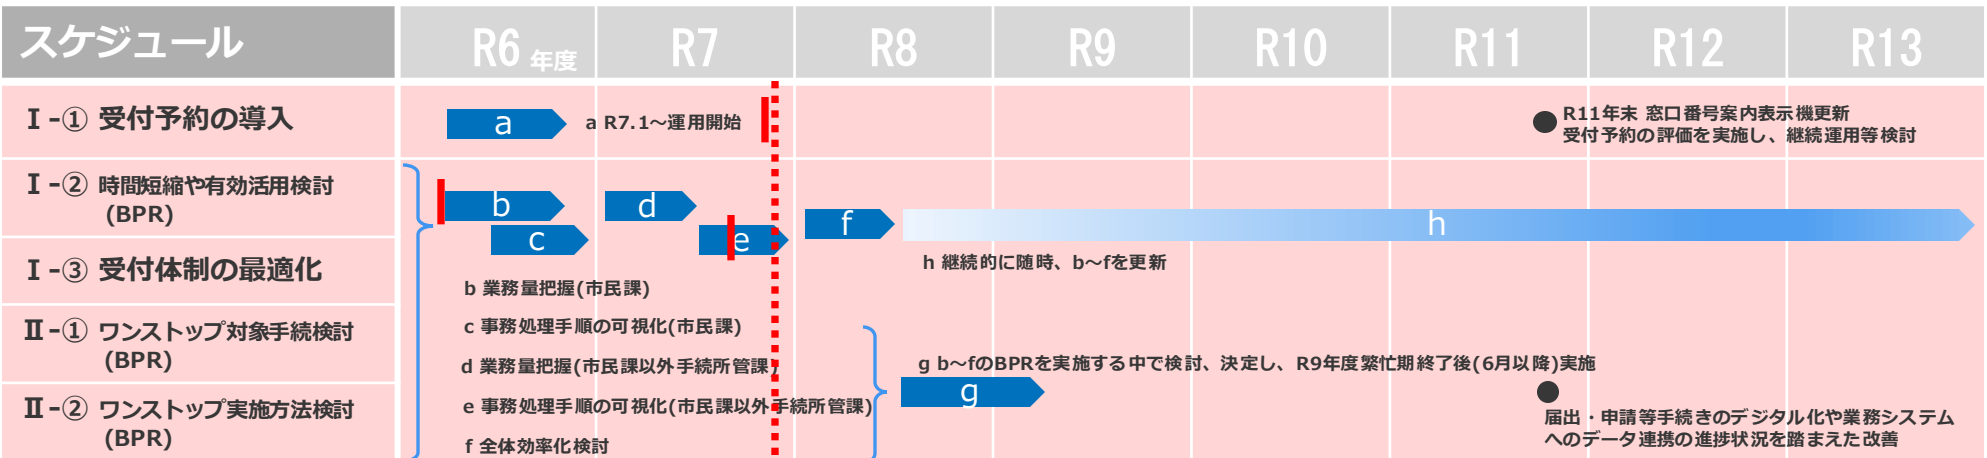 スケジュール
R6 年度
R7
R8
R9
R10
R11
R12
R13
Ⅰ-① 受付予約の導入
a
a R7.1～運用開始
R11年末 窓口番号案内表示機更新
受付予約の評価を実施し、継続運用等検討
Ⅰ-② 時間短縮や有効活用検討
(BPR)
b
d
c
e
f
h
Ⅰ-③ 受付体制の最適化
h 継続的に随時、b～fを更新
b 業務量把握(市民課)
c 事務処理手順の可視化(市民課)
d 業務量把握(市民課以外手続所管課)
e 事務処理手順の可視化(市民課以外手続所管課)
f 全体効率化検討
Ⅱ-① ワンストップ対象手続検討
(BPR)
g b～fのBPRを実施する中で検討、決定し、R9年度繁忙期終了後(6月以降)実施
g
Ⅱ-② ワンストップ実施方法検討
(BPR)
届出・申請等手続きのデジタル化や業務システム
へのデータ連携の進捗状況を踏まえた改善